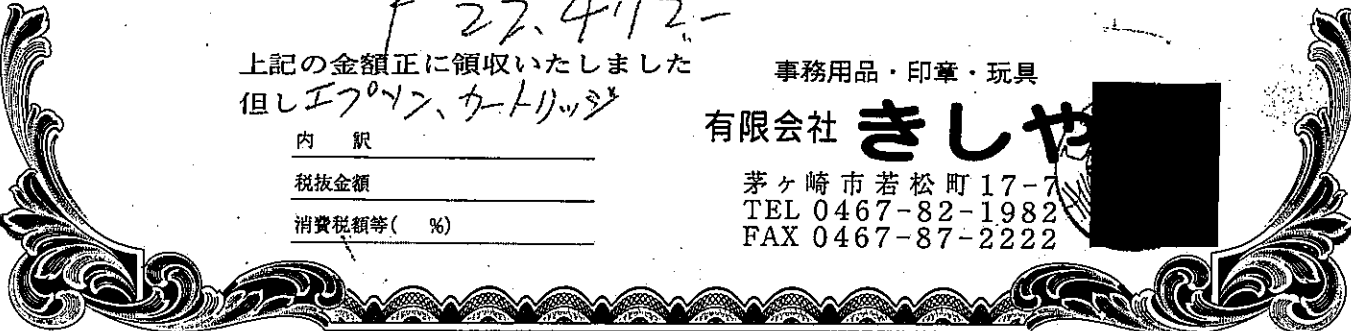 22,412-
上記の金額正に領収いたしました
但しエプソン、カートリッジ
内 訳
税抜金額
消費税額等( %)
事務用品・印章・玩具
有限会社 きしや
茅ヶ崎市若松町17-7
TEL 0467-82-1982
FAX 0467-87-2222